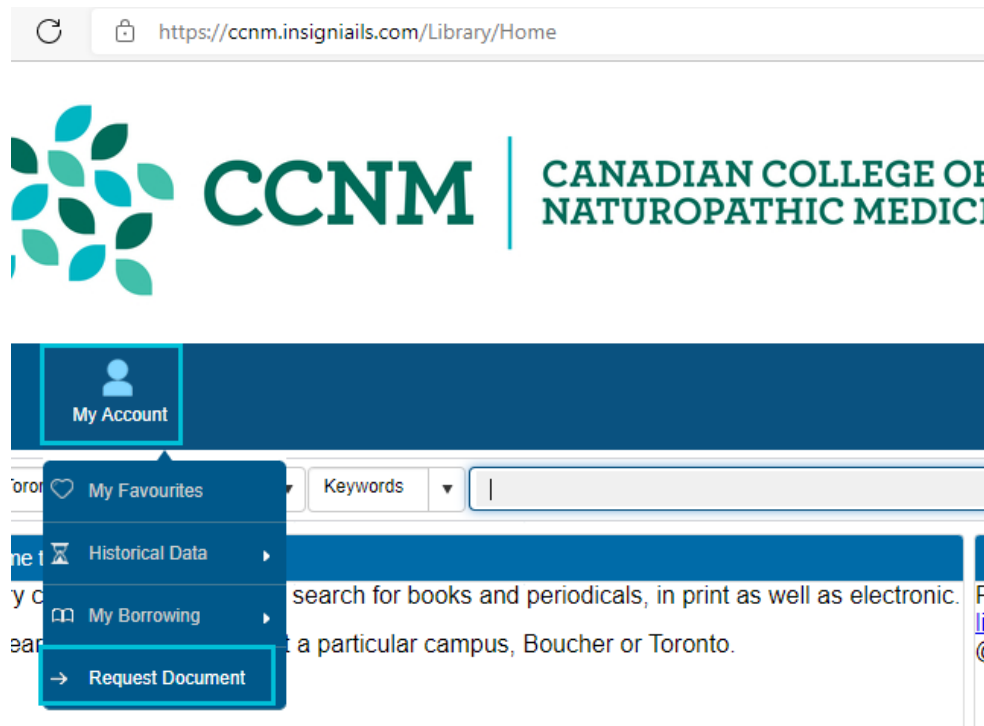 https://ccnm.insigniails.com/Library/Home
CCNM
CANADIAN COLLEGE OF
NATUROPATHIC
My Account
Keywords
My Favourites
Historical Data
My Borrowing
Request Document
search for books and periodicals, in print as well as electronic.
a particular campus, Boucher or Toronto.